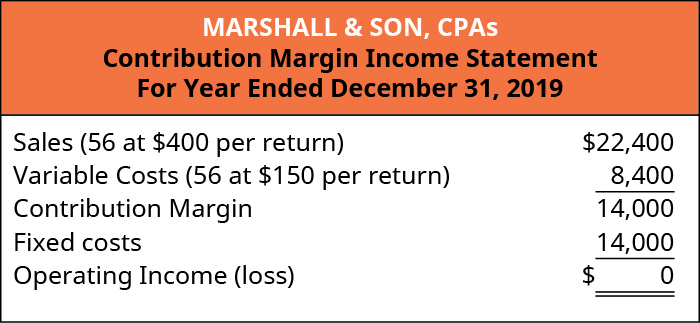 MARSHALL & SON, CPAs
Contribution Margin Income Statement
For Year Ended December 31, 2019
Sales (56 at $400 per return) $22,400
Variable Costs (56 at $150 per return) 8,400
Contribution Margin 14,000
Fixed costs 14,000
Operating Income (loss) $ 0